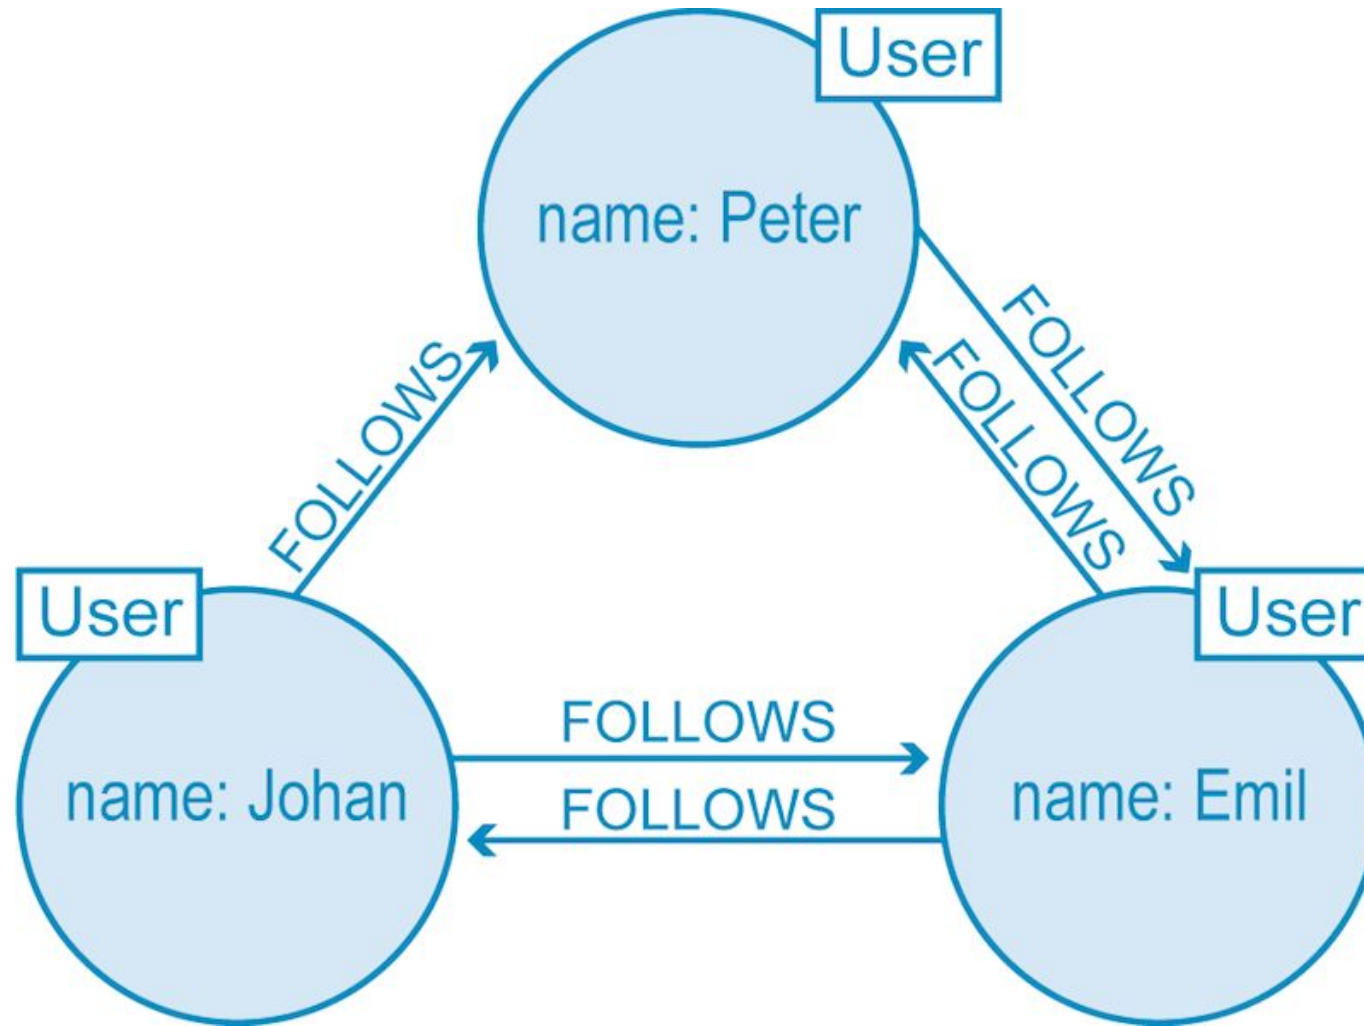 User
name: Peter
FOLLOWS
FOLLOWS
FOLLOWS
User
User
FOLLOWS
name: Johan
name: Emil
FOLLOWS